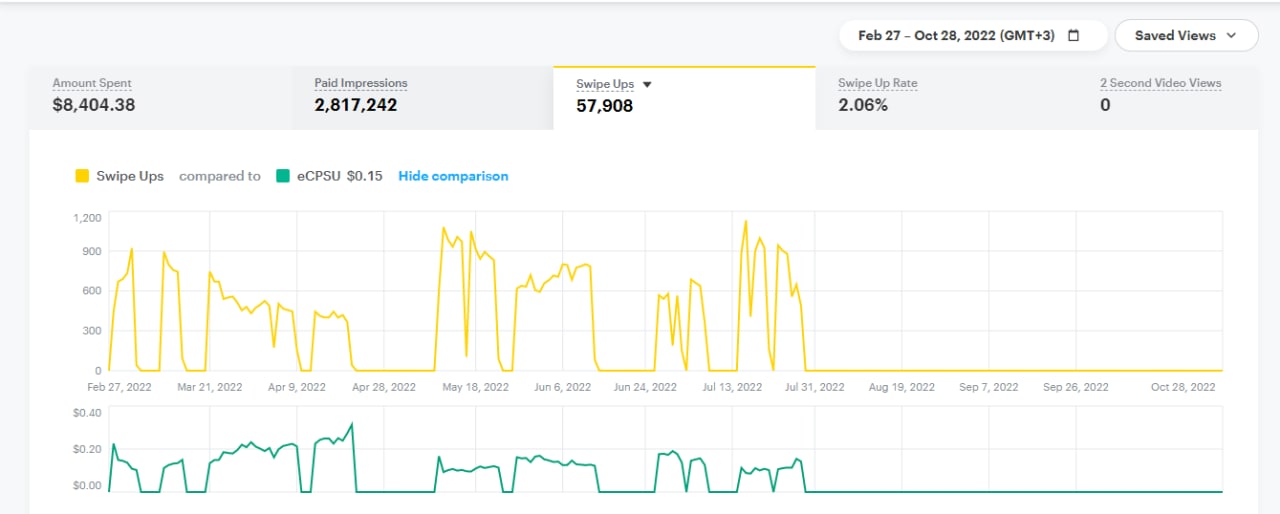 Feb 27 – Oct 28, 2022 (GMT+3) Saved Views
Amount Spent Paid Impressions Swipe Ups Swipe Up Rate 2 Second Video Views
$8,404.38 2,817,242 57,908 2.06% 0
Swipe Ups compared to eCPSU $0.15 Hide comparison
1,200
900
600
300
0
Feb 27, 2022 Mar 21, 2022 Apr 9, 2022 Apr 28, 2022 May 18, 2022 Jun 6, 2022 Jun 24, 2022 Jul 13, 2022 Jul 31, 2022 Aug 19, 2022 Sep 7, 2022 Sep 26, 2022 Oct 28, 2022
$0.40
$0.20
$0.00